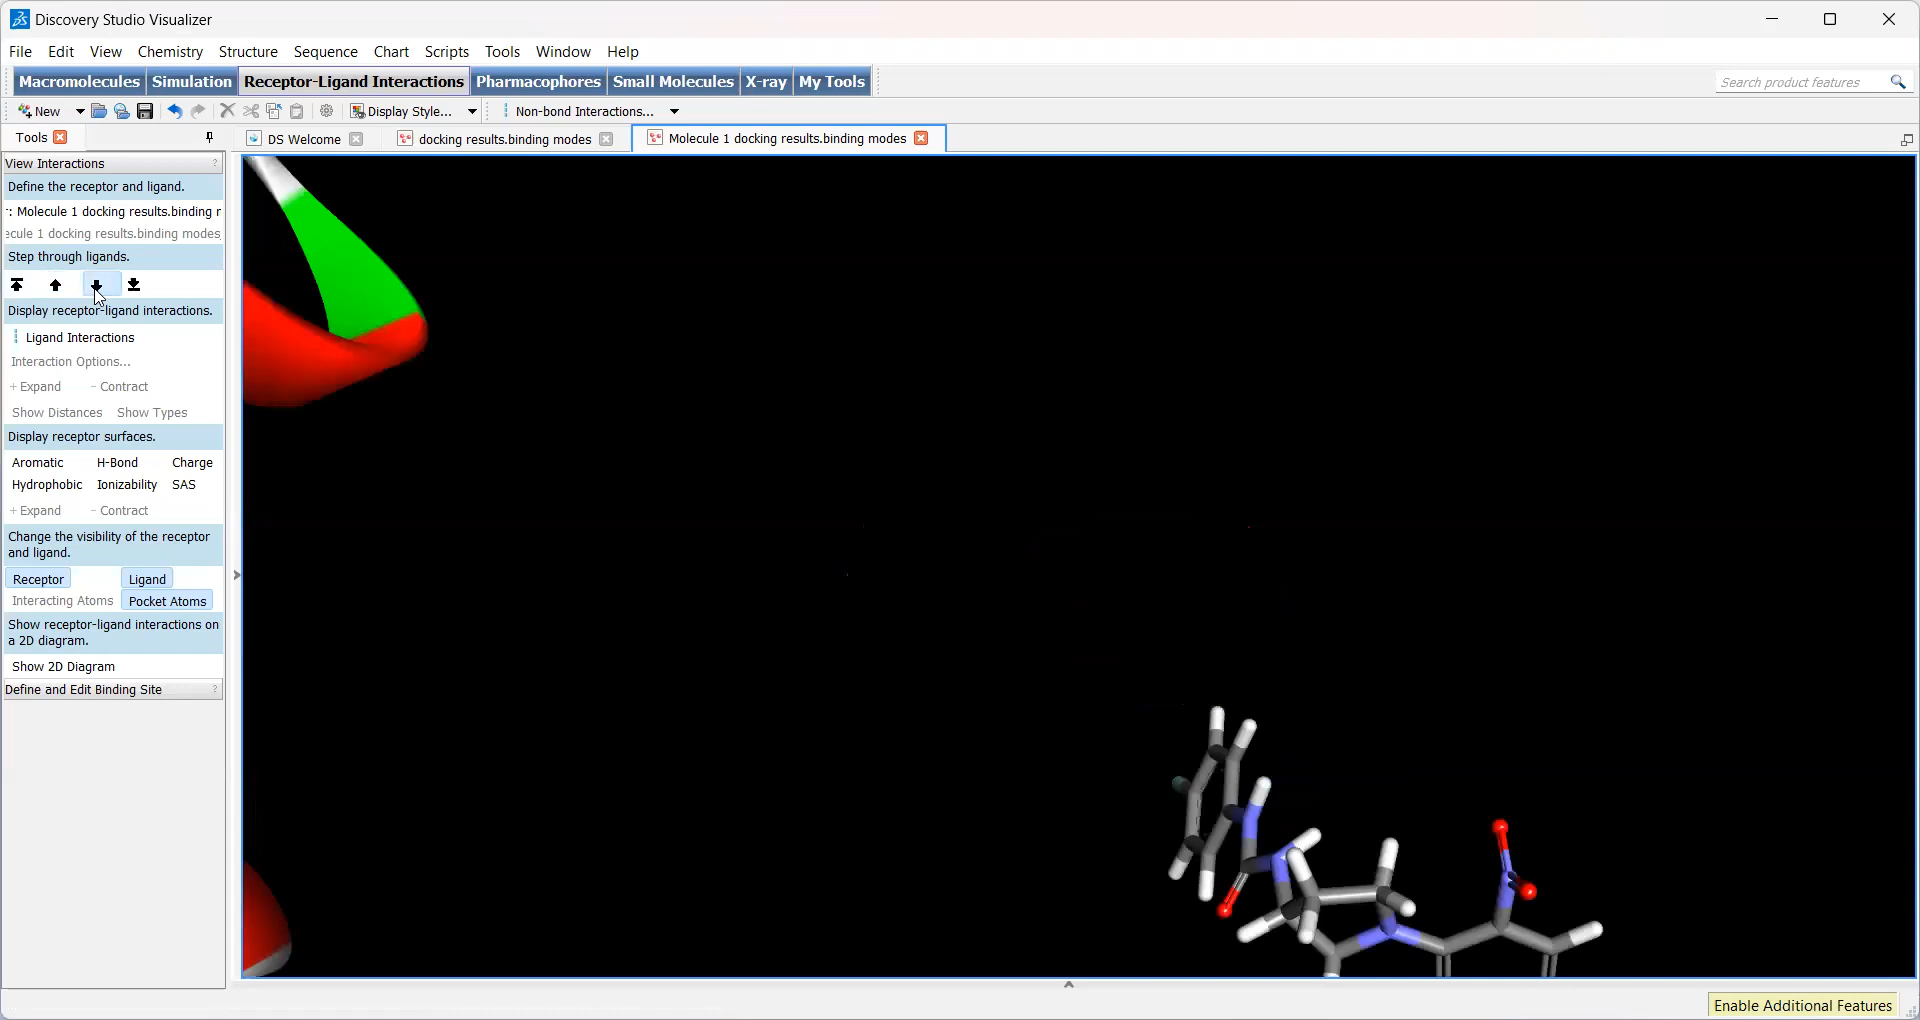 Discovery Studio Visualizer
File Edit View Chemistry Structure Sequence Chart Scripts Tools Window Help
Macromolecules Simulation Receptor-Ligand Interactions Pharmacophores Small Molecules X-ray My Tools
Search product features
New Display Style... Non-bond Interactions...
Tools
DS Welcome docking results.binding modes Molecule 1 docking results.binding modes
View Interactions ?
Define the receptor and ligand.
: Molecule 1 docking results.binding r
ecule 1 docking results.binding modes
Step through ligands.
Display receptor-ligand interactions.
Ligand Interactions
Interaction Options...
+ Expand - Contract
Show Distances Show Types
Display receptor surfaces.
Aromatic H-Bond Charge
Hydrophobic Ionizability SAS
+ Expand - Contract
Change the visibility of the receptor
and ligand.
Receptor Ligand
Interacting Atoms Pocket Atoms
Show receptor-ligand interactions on
a 2D diagram.
Show 2D Diagram
Define and Edit Binding Site ?
Enable Additional Features